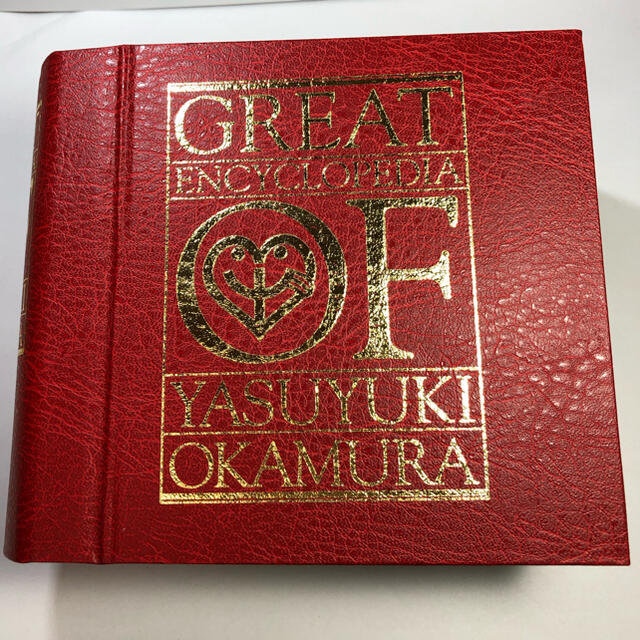 GREAT
ENCYCLOPEDIA
OF
YASUYUKI
OKAMURA